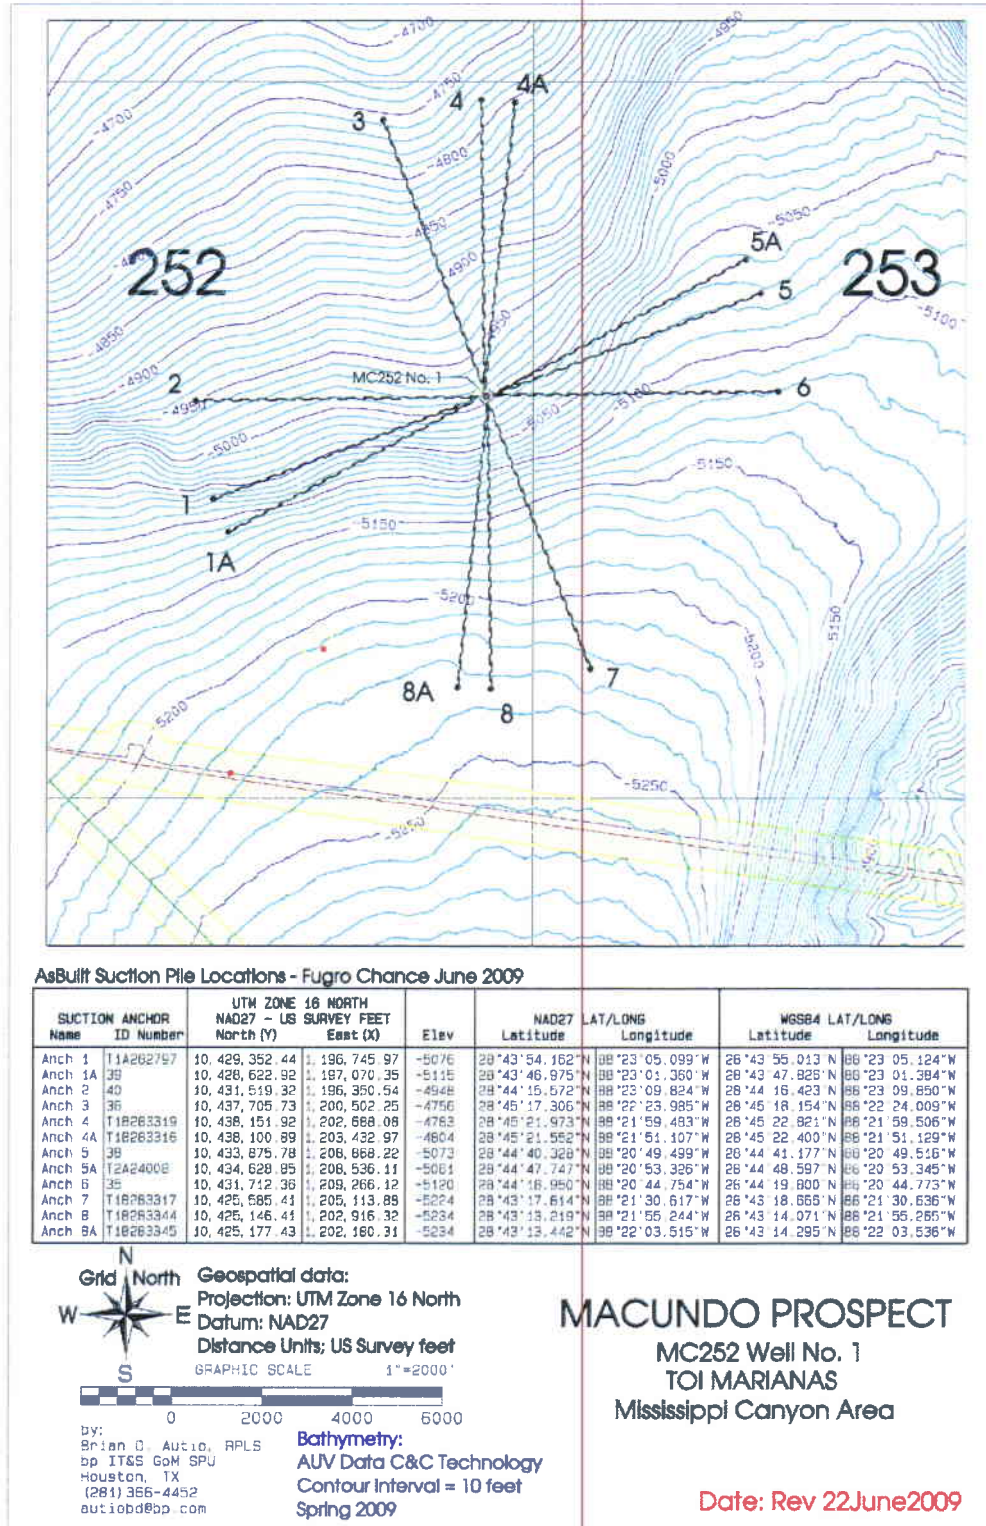 -4700
-4950
-4750
4
4A
3
-4700
-4800
-5000
-4750
-4850
-5050
5A
252
-4900
253
5
-5100
-4850
-4900
MC252 No. 1
2
-4950
-5100
6
-5050
-5000
-5150
1
-5150
1A
-5200
5150
-5200
7
8A
8
-5200
-5250
-5250
AsBuilt Suction Pile Locations - Fugro Chance June 2009
SUCTION ANCHOR
Name ID Number
UTM ZONE 16 NORTH
NAD27 - US SURVEY FEET
North (Y) East (X)
Elev
NAD27 LAT/LONG
Latitude Longitude
WGS84 LAT/LONG
Latitude Longitude
Anch 1 T1A262797 10, 429, 352.44 1, 196, 745.97 -5076 28°43'54.162"N 88°23'05.099"W 28°43 55.013 N 88°23 05.124"W
Anch 1A 39 10, 428, 622.92 1, 197, 070.35 -5115 28°43'46.975"N 88°23'01.360'W 28°43 47.826 N 88°23 01.384"W
Anch 2 40 10, 431, 519.32 1, 196, 350.54 -4948 28°44'15.572"N 88°23'09.824"W 28°44 16.423 N 88°23 09.850"W
Anch 3 36 10, 437, 705.73 1, 200, 502.25 -4756 28°45'17.306"N 88°22'23.985"W 28°45 18.154 N 88°22 24.009"W
Anch 4 T18263319 10, 438, 151.92 1, 202, 688.08 -4783 28°45'21.973"N 88°21'59.483"W 28°45 22.821 N 88°21 59.506"W
Anch 4A T18263316 10, 438, 100.89 1, 203, 432.97 -4804 28°45'21.552"N 88°21'51.107"W 28°45 22.400 N 88°21'51.129"W
Anch 5 38 10, 433, 875.78 1, 208, 868.22 -5073 28°44'40.328"N 88°20'49.499"W 28°44 41.177 N 88°20 49.516"W
Anch 5A T2A24008 10, 434, 628.85 1, 208, 536.11 -5061 28°44'47.747"N 88°20'53.326"W 28°44 48.597 N 88°20 53.345"W
Anch 6 35 10, 431, 712.36 1, 209, 266.12 -5120 28°44'18.950"N 88°20'44.754"W 28°44 19.800 N 88°20'44.773"W
Anch 7 T18263317 10, 425, 585.41 1, 205, 113.88 -5224 28°43'17.814"N 88°21'30.617"W 28°43 18.666 N 88°21 30.636"W
Anch 8 T18263344 10, 425, 146.41 1, 202, 916.32 -5234 28°43'13.219"N 88°21'55.244"W 28°43 14.071 N 88°21 55.265"W
Anch 8A T18263345 10, 425, 177.43 1, 202, 180.31 -5234 28°43'13.442"N 88°22'03.515"W 28°43 14.295 N 88°22 03.536"W
N
Grid North
W E
S
Geospatial data:
Projection: UTM Zone 16 North
Datum: NAD27
Distance Units; US Survey feet
GRAPHIC SCALE 1"=2000'
0 2000 4000 6000
by:
Brian D. Autio, RPLS
bp IT&S GoM SPU
Houston, TX
(281) 366-4452
autiobd@bp.com
Bathymetry:
AUV Data C&C Technology
Contour Interval = 10 feet
Spring 2009
MACUNDO PROSPECT
MC252 Well No. 1
TOI MARIANAS
Mississippi Canyon Area
Date: Rev 22June2009